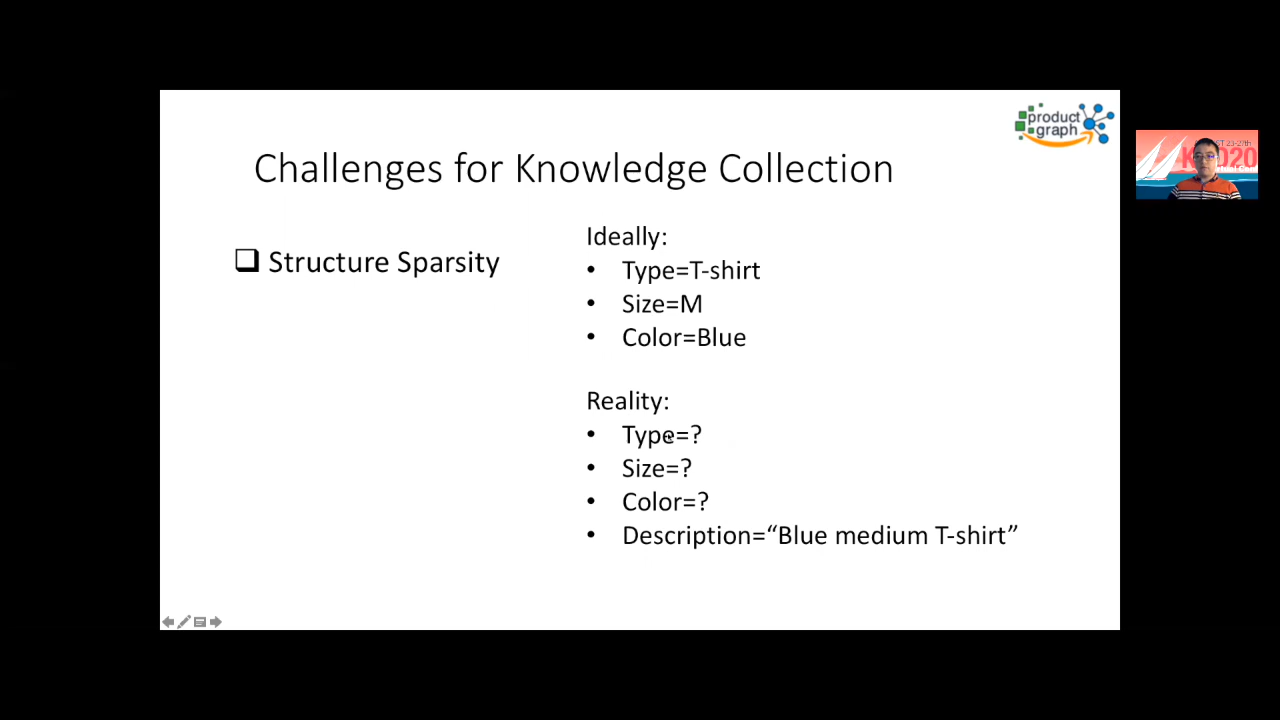 product
graph
Challenges for Knowledge Collection
Structure Sparsity
Ideally:
• Type=T-shirt
• Size=M
• Color=Blue
Reality:
• Type=?
• Size=?
• Color=?
• Description=“Blue medium T-shirt”